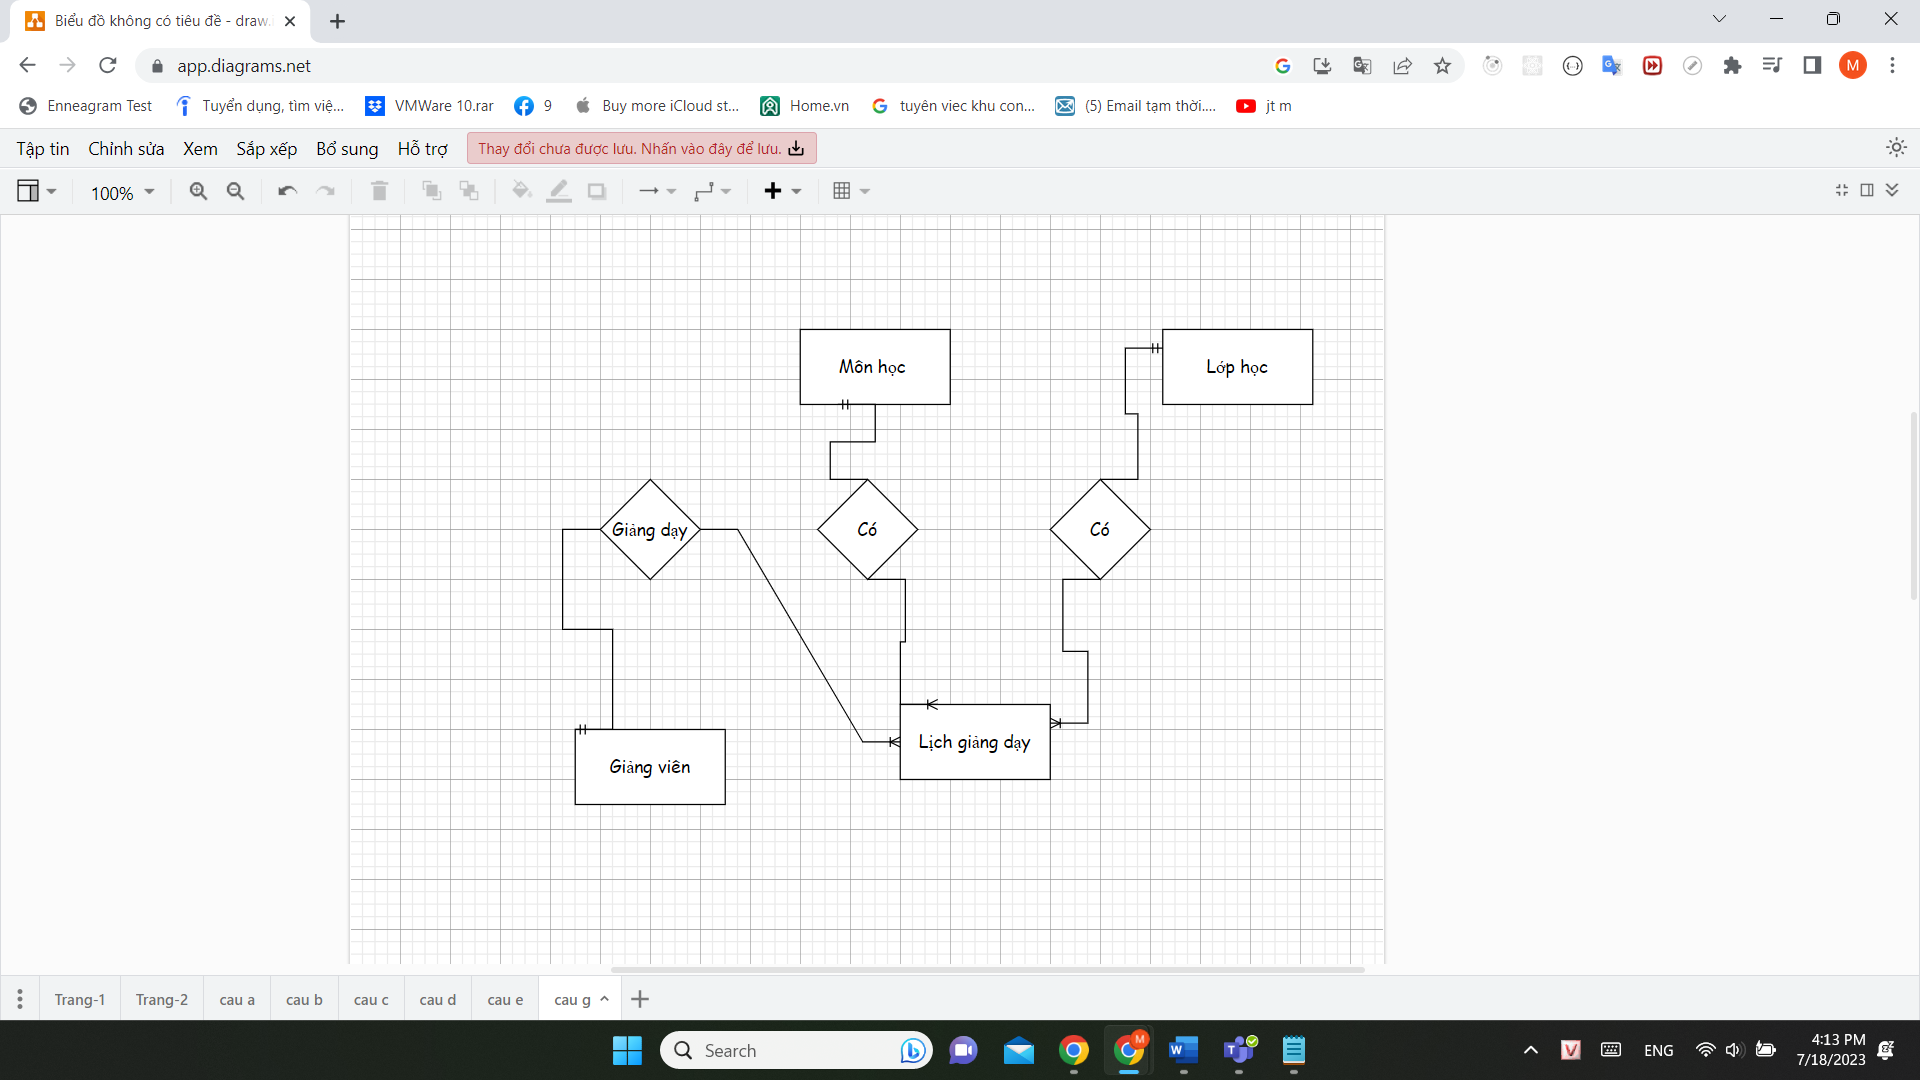 Biểu đồ không có tiêu đề - draw.i
app.diagrams.net
M
Enneagram Test
Tuyển dụng, tìm việ...
VMWare 10.rar
9
Buy more iCloud st...
Home.vn
tuyên viec khu con...
(5) Email tạm thời....
jt m
Tập tin
Chỉnh sửa
Xem
Sắp xếp
Bổ sung
Hỗ trợ
Thay đổi chưa được lưu. Nhấn vào đây để lưu.
100%
Môn học
Lớp học
Giảng dạy
Có
Có
Lịch giảng dạy
Giảng viên
Trang-1
Trang-2
cau a
cau b
cau c
cau d
cau e
cau g
Search
ENG
4:13 PM
7/18/2023